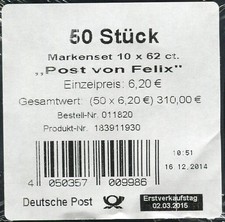 50 Stück
Markenset 10 x 62 ct.
„Post von Felix"
Einzelpreis: 6,20 €
Gesamtwert: (50 x 6,20 €) 310,00 €
Bestell-Nr. 011820
Produkt-Nr. 183911930
10:51
16.12.2014
4 050357 009986
Deutsche Post
Erstverkaufstag
02.03.2015